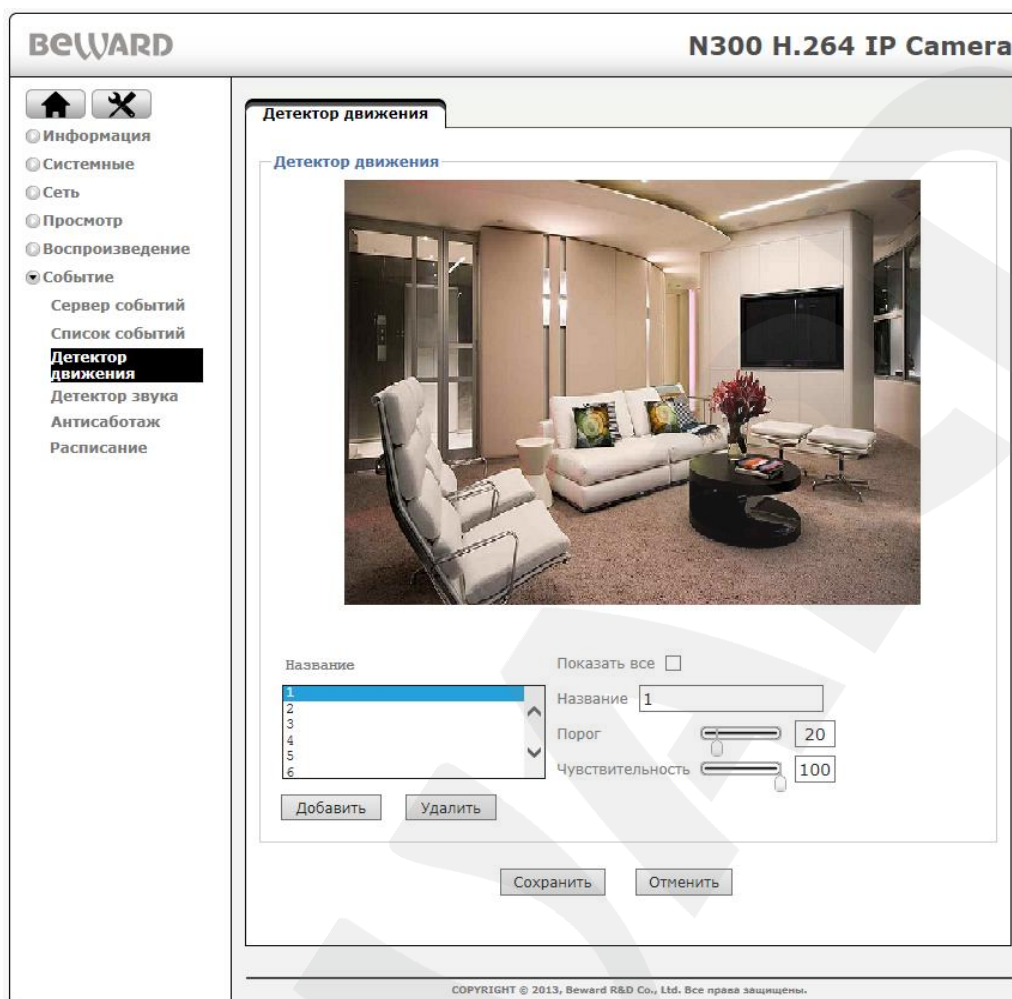 BEWARD
N300 H.264 IP Camera
Информация
Системные
Сеть
Просмотр
Воспроизведение
Событие
Сервер событий
Список событий
Детектор
движения
Детектор звука
Антисаботаж
Расписание
Детектор движения
Детектор движения
Название
1
2
3
4
5
6
Добавить Удалить
Показать все
Название 1
Порог 20
Чувствительность 100
Сохранить Отменить
COPYRIGHT © 2013, Beward R&D Co., Ltd. Все права защищены.